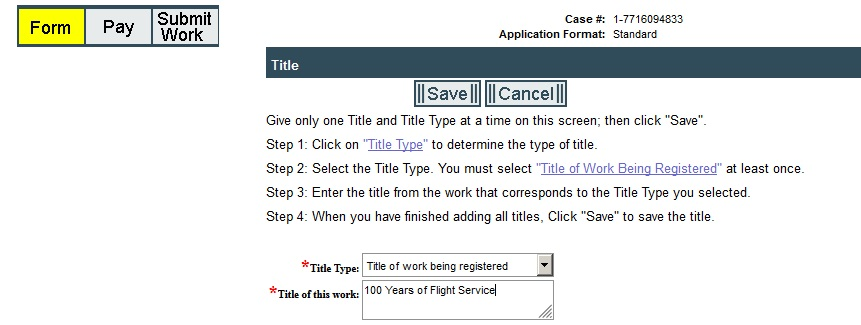 Form
Pay
Submit
Work
Case #: 1-7716094833
Application Format: Standard
Title
Save
Cancel
Give only one Title and Title Type at a time on this screen; then click "Save".
Step 1: Click on "Title Type" to determine the type of title.
Step 2: Select the Title Type. You must select "Title of Work Being Registered" at least once.
Step 3: Enter the title from the work that corresponds to the Title Type you selected.
Step 4: When you have finished adding all titles, Click "Save" to save the title.
*Title Type: Title of work being registered
*Title of this work: 100 Years of Flight Service